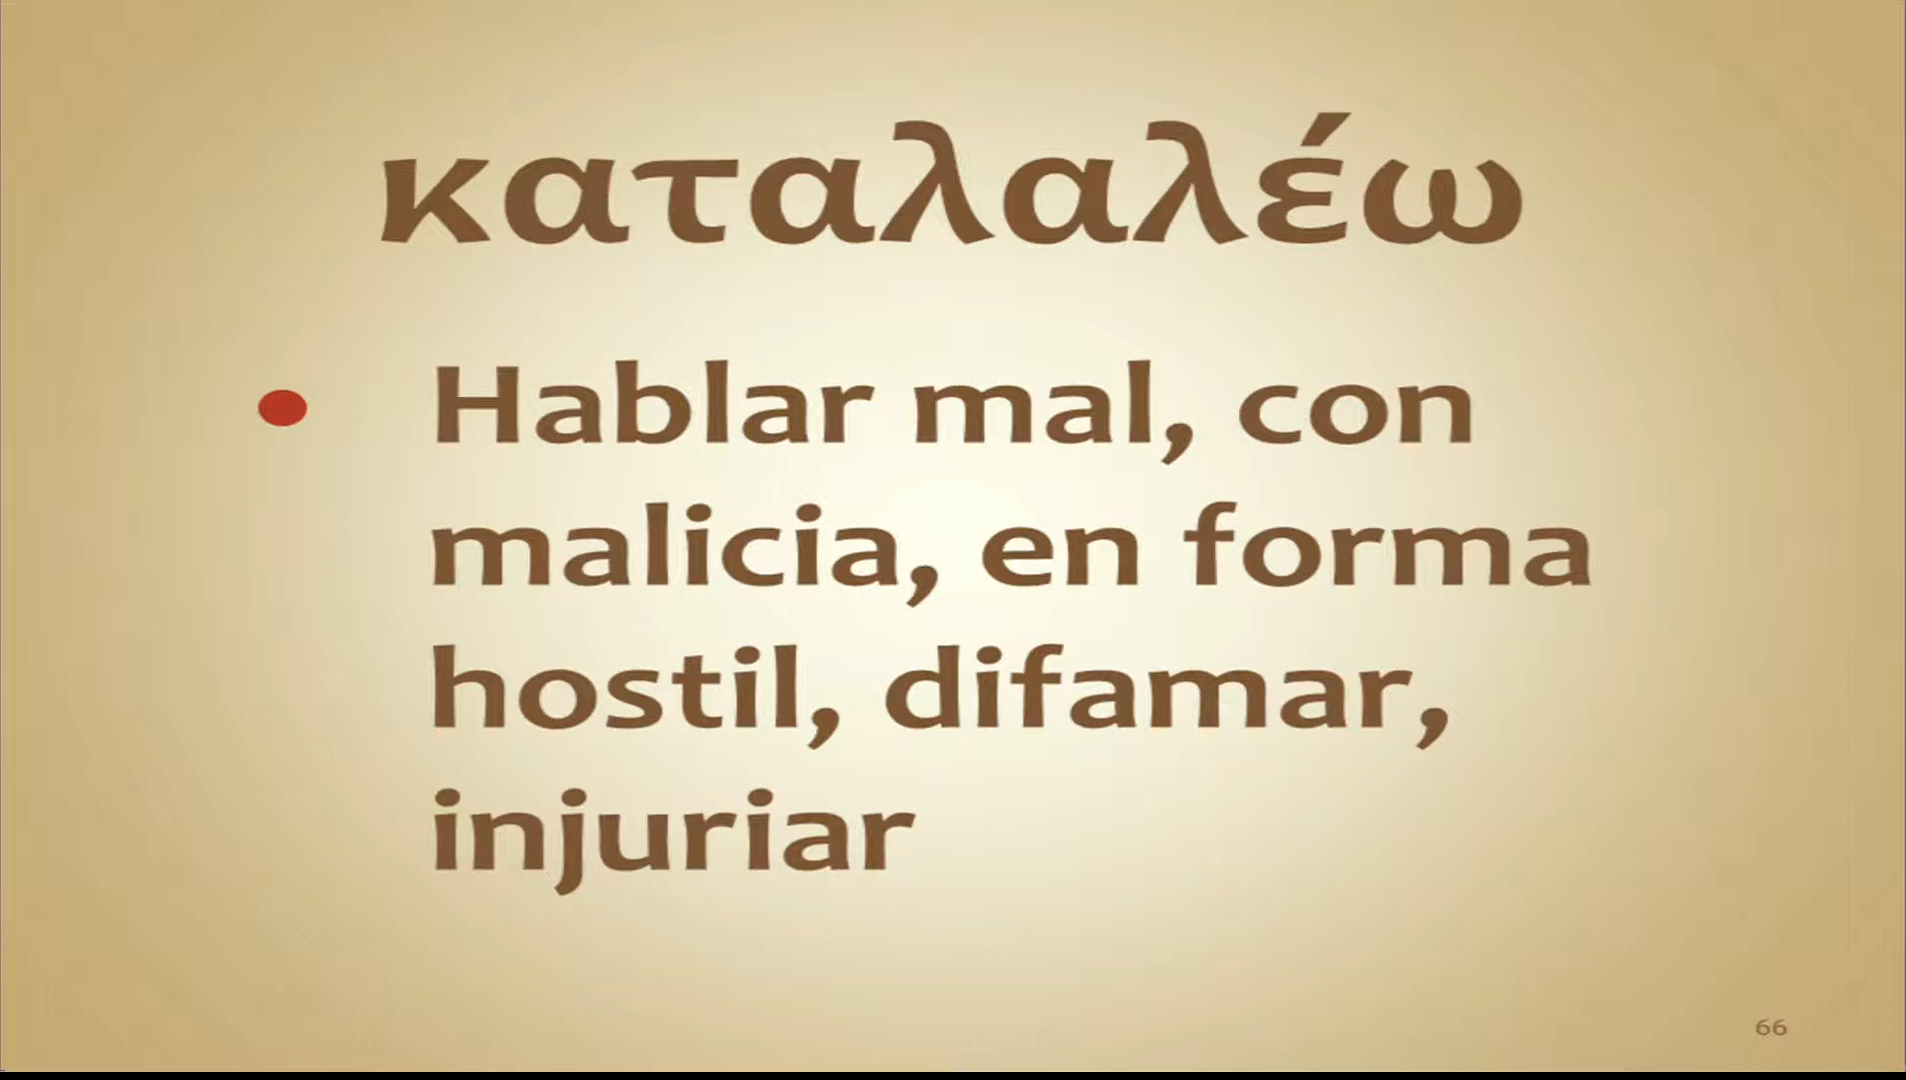 καταλαλέω
• Hablar mal, con
malicia, en forma
hostil, difamar,
injuriar
66